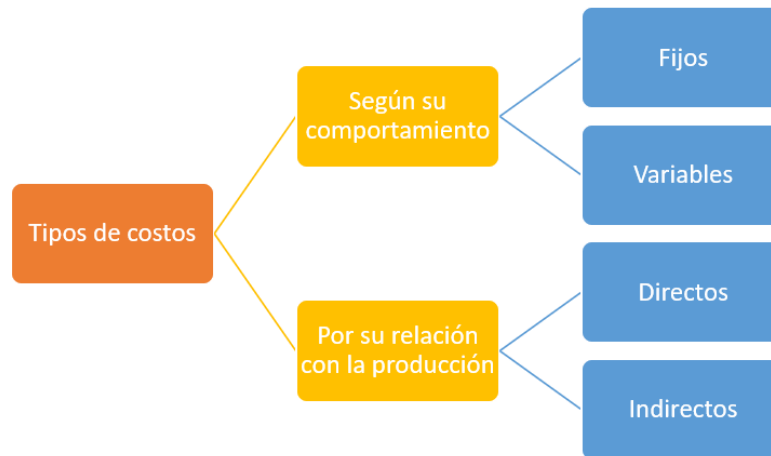 Tipos de costos
Según su
comportamiento
Fijos
Variables
Por su relación
con la producción
Directos
Indirectos